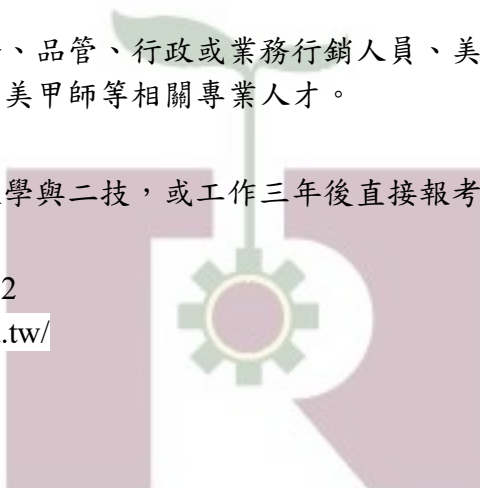 、品管、行政或業務行銷人員、美
美甲師等相關專業人才。
學與二技，或工作三年後直接報考
2
.tw/